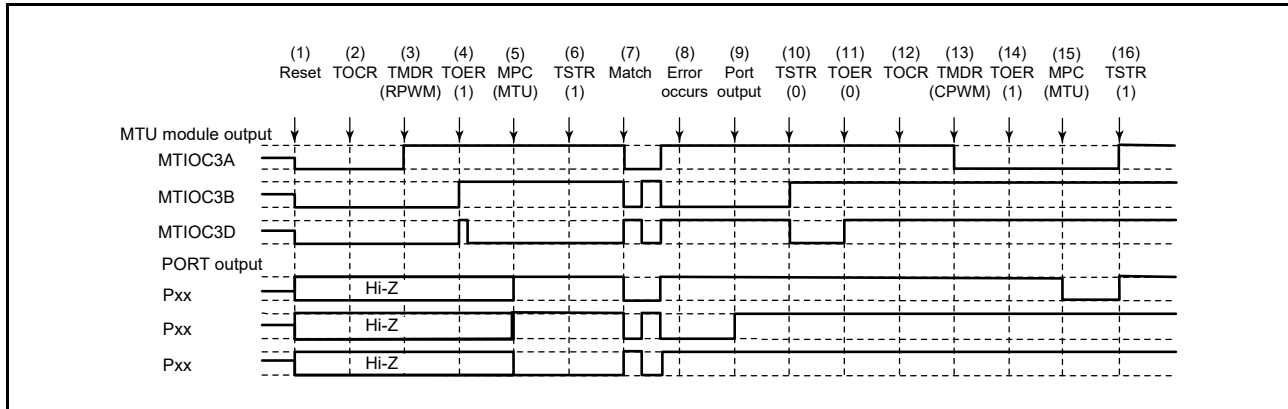 (1) (2) (3) (4) (5) (6) (7) (8) (9) (10) (11) (12) (13) (14) (15) (16)
Reset TOCR TMDR TOER MPC TSTR Match Error Port TSTR TOER TOCR TMDR TOER MPC TSTR
(RPWM) (1) (MTU) (1) occurs output (0) (0) (CPWM) (1) (MTU) (1)
MTU module output
MTIOC3A
MTIOC3B
MTIOC3D
PORT output
Pxx Hi-Z
Pxx Hi-Z
Pxx Hi-Z